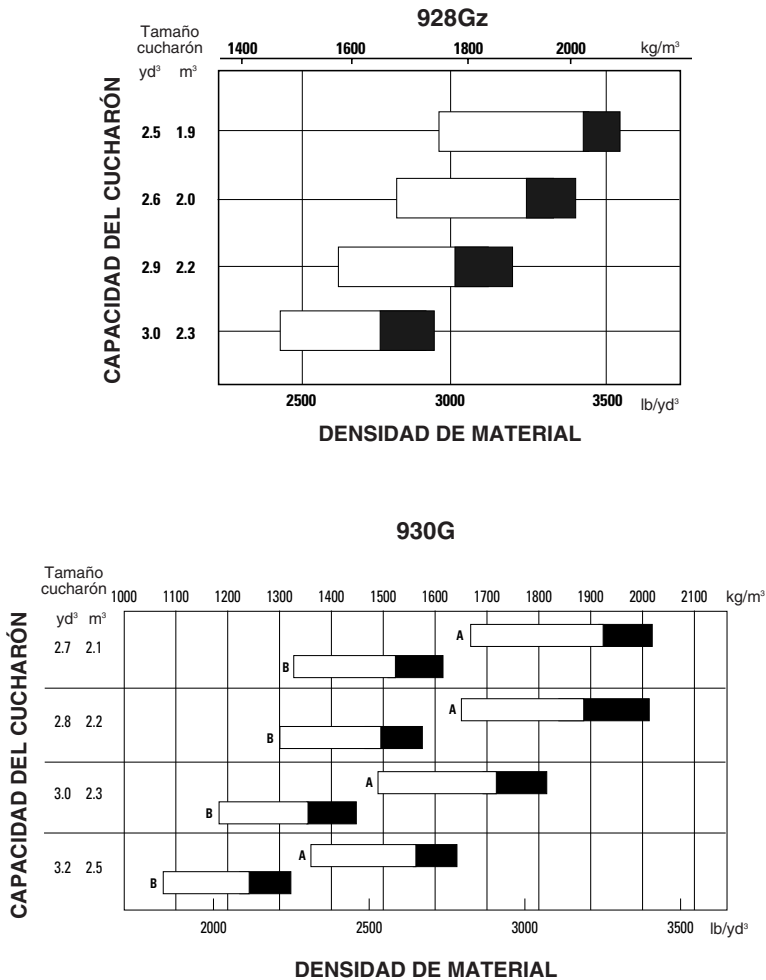 928Gz
Tamaño
cucharón
1400 1600 1800 2000 kg/m³
yd³ m³
CAPACIDAD DEL CUCHARÓN
2.5 1.9
2.6 2.0
2.9 2.2
3.0 2.3
2500 3000 3500 lb/yd³
DENSIDAD DE MATERIAL
930G
Tamaño
cucharón
1000 1100 1200 1300 1400 1500 1600 1700 1800 1900 2000 2100 kg/m³
yd³ m³
CAPACIDAD DEL CUCHARÓN
2.7 2.1
A
B
2.8 2.2
A
B
3.0 2.3
A
B
3.2 2.5
A
B
2000 2500 3000 3500 lb/yd³
DENSIDAD DE MATERIAL